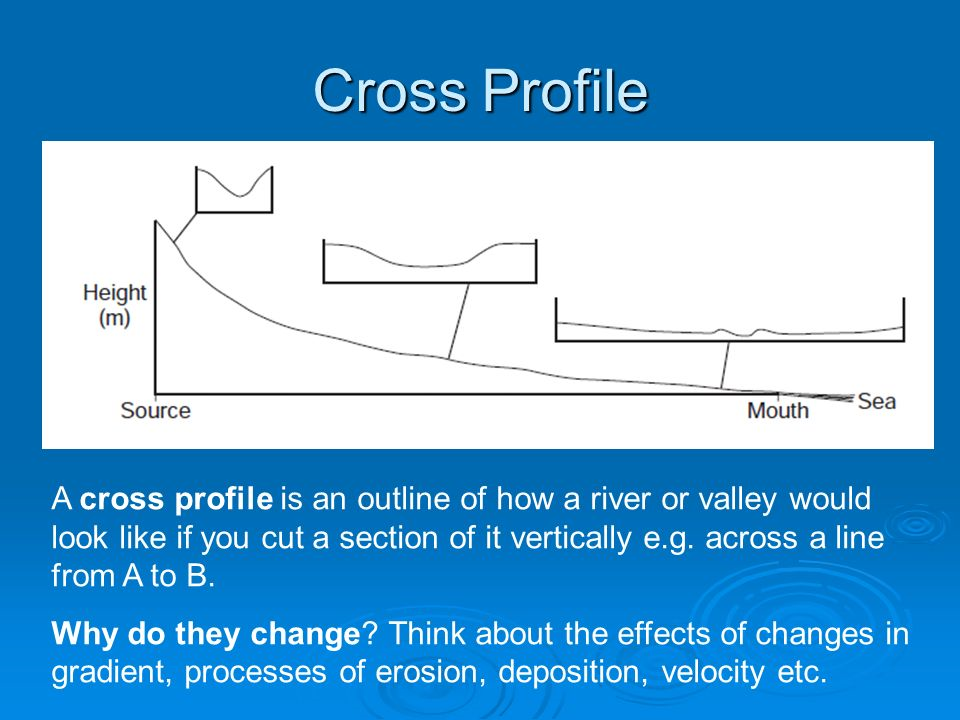 Cross Profile
Height
(m)
Source
Mouth
Sea
A cross profile is an outline of how a river or valley would
look like if you cut a section of it vertically e.g. across a line
from A to B.
Why do they change? Think about the effects of changes in
gradient, processes of erosion, deposition, velocity etc.